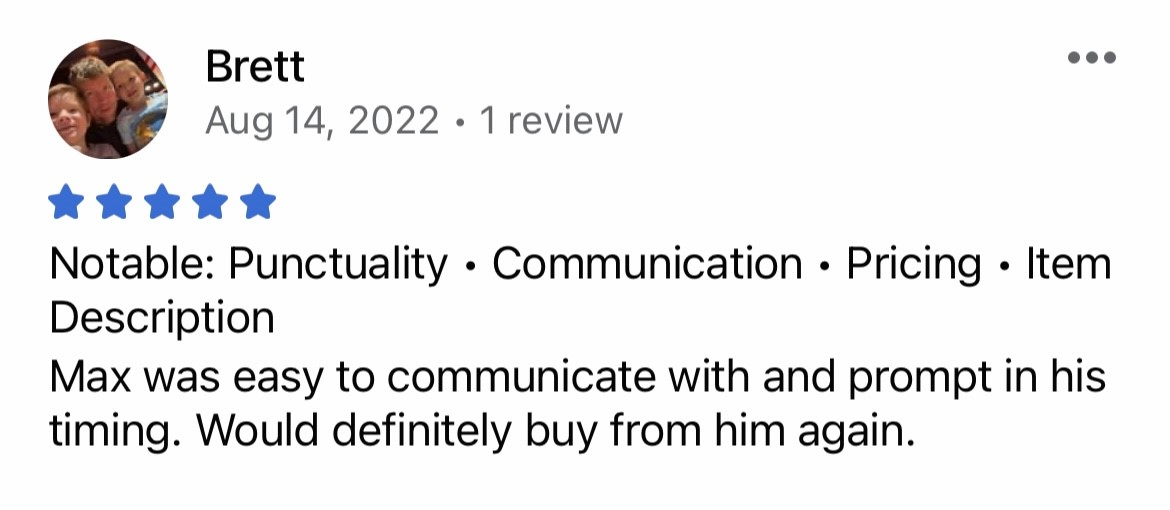 Brett
Aug 14, 2022 • 1 review
Notable: Punctuality • Communication • Pricing • Item
Description
Max was easy to communicate with and prompt in his
timing. Would definitely buy from him again.